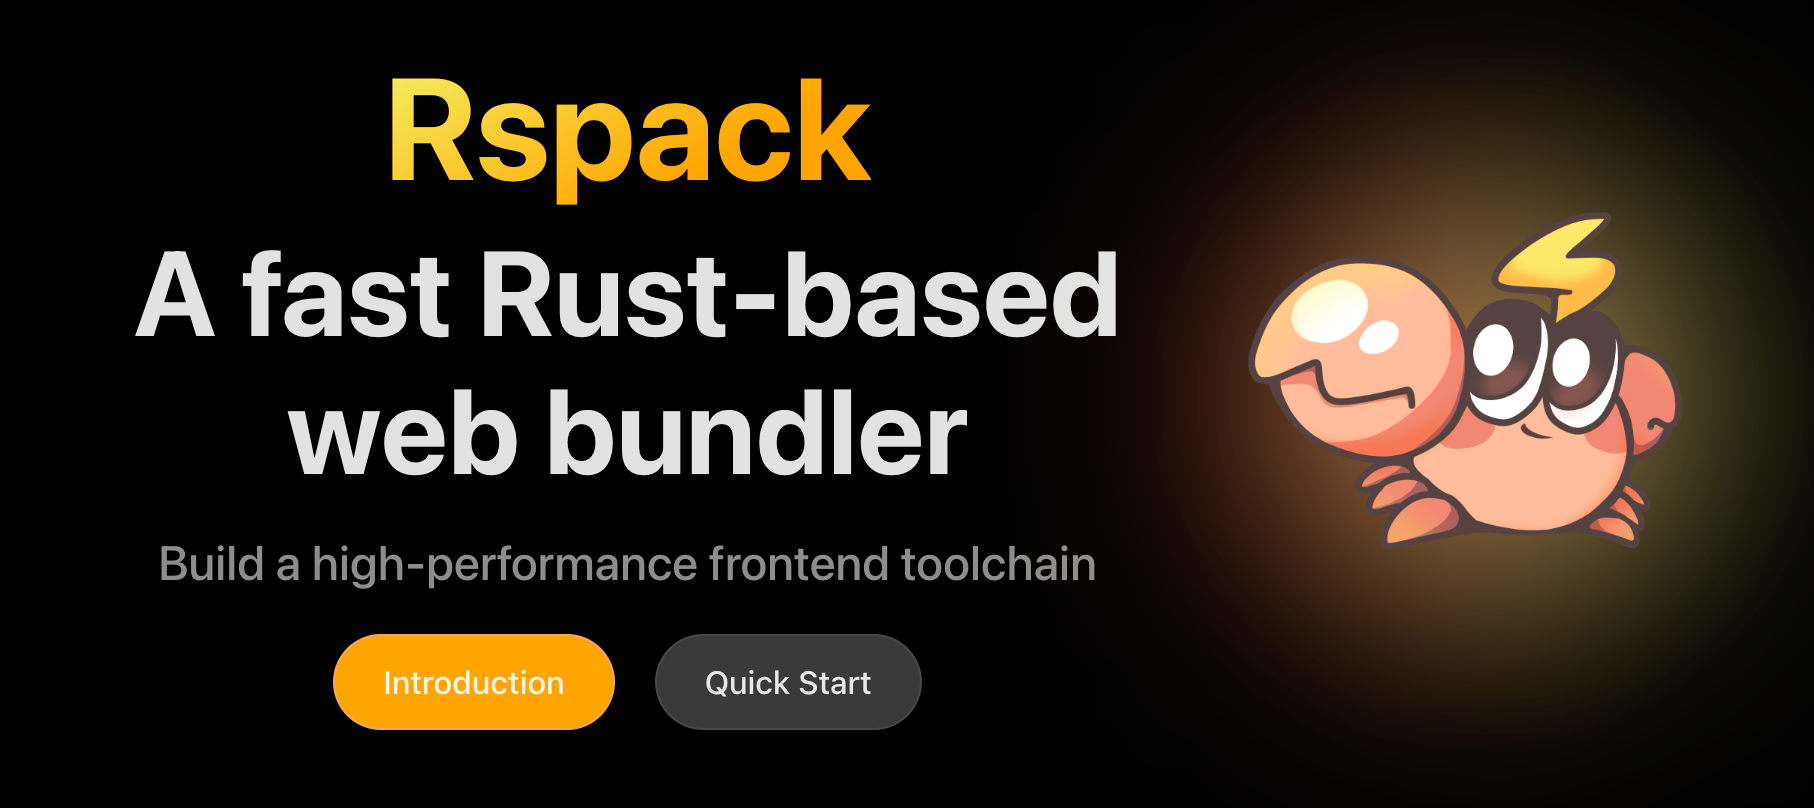 Rspack
A fast Rust-based
web bundler
Build a high-performance frontend toolchain
Introduction
Quick Start